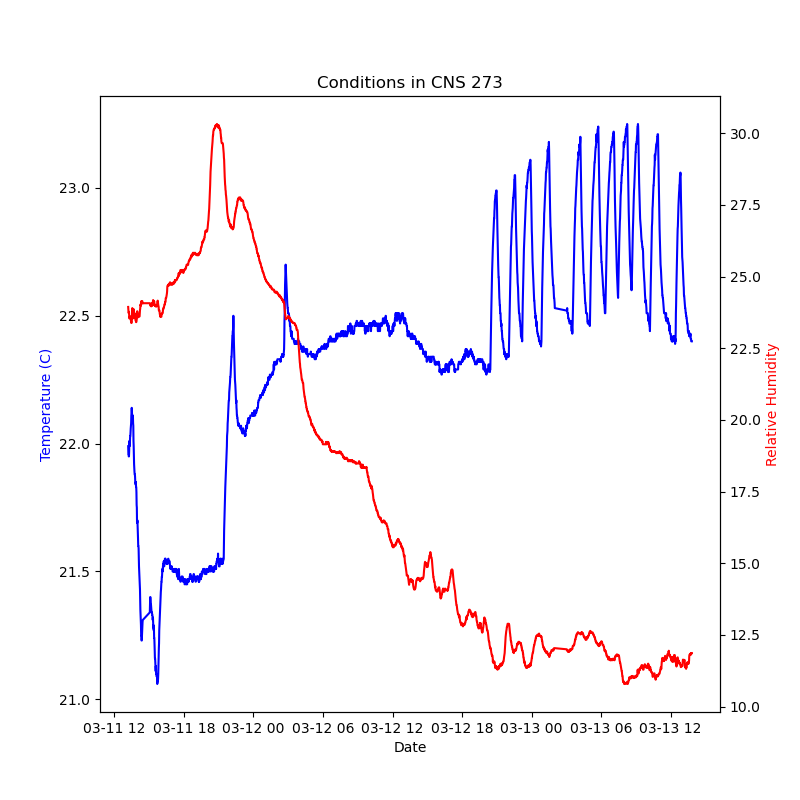 Conditions in CNS 273
Temperature (C)
23.0
22.5
22.0
21.5
21.0
30.0
27.5
25.0
22.5
20.0
17.5
15.0
12.5
10.0
Relative Humidity
03-11 12 03-11 18 03-12 00 03-12 06 03-12 12 03-12 18 03-13 00 03-13 06 03-13 12
Date